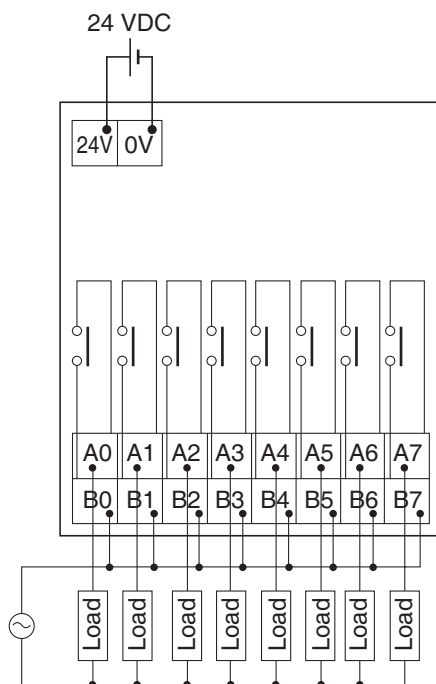 24 VDC
24V 0V
A0 A1 A2 A3 A4 A5 A6 A7
B0 B1 B2 B3 B4 B5 B6 B7
Load Load Load Load Load Load Load Load